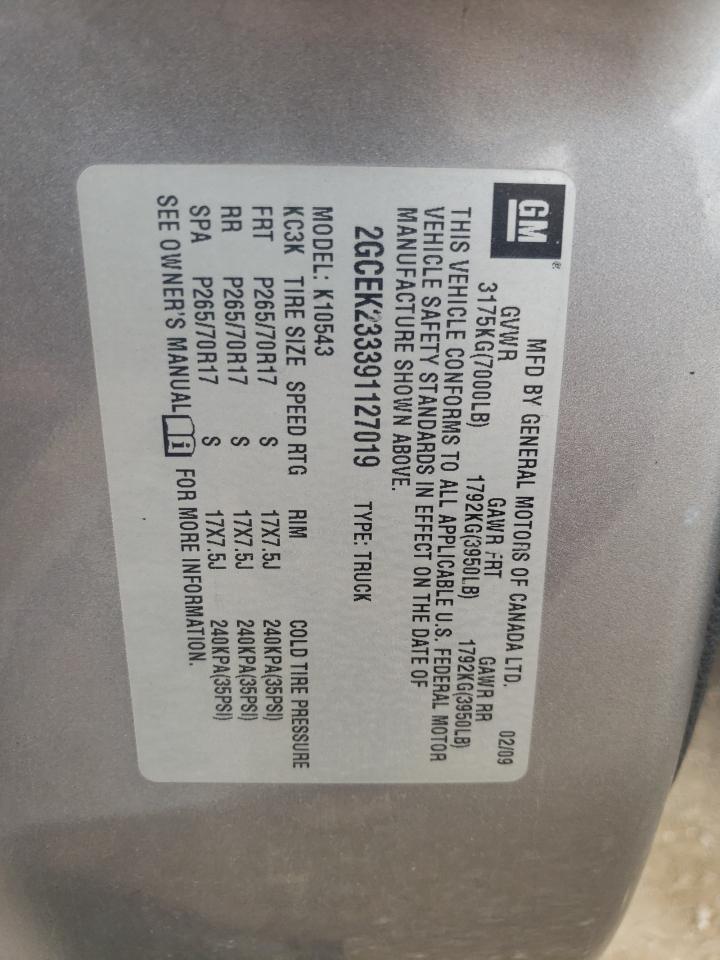 GM®
MFD BY GENERAL MOTORS OF CANADA LTD. 02/09
GVWR GAWR FRT GAWR RR
3175KG(7000LB) 1792KG(3950LB) 1792KG(3950LB)
THIS VEHICLE CONFORMS TO ALL APPLICABLE U.S. FEDERAL MOTOR
VEHICLE SAFETY STANDARDS IN EFFECT ON THE DATE OF
MANUFACTURE SHOWN ABOVE.
2GCEK233391127019 TYPE: TRUCK
MODEL: K10543
KC3K TIRE SIZE SPEED RTG RIM COLD TIRE PRESSURE
FRT P265/70R17 S 17X7.5J 240KPA(35PSI)
RR P265/70R17 S 17X7.5J 240KPA(35PSI)
SPA P265/70R17 S 17X7.5J 240KPA(35PSI)
SEE OWNER'S MANUAL i FOR MORE INFORMATION.